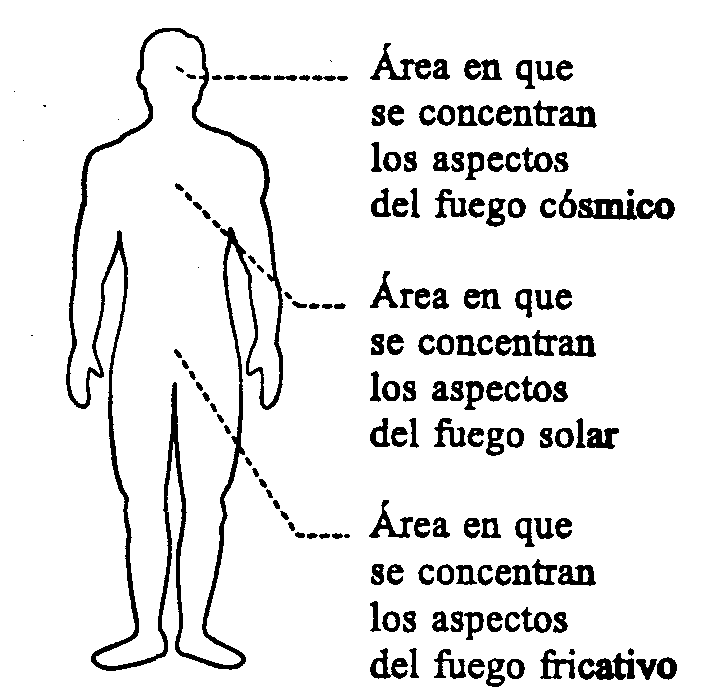 Área en que
se concentran
los aspectos
del fuego cósmico
Área en que
se concentran
los aspectos
del fuego solar
Área en que
se concentran
los aspectos
del fuego fricativo